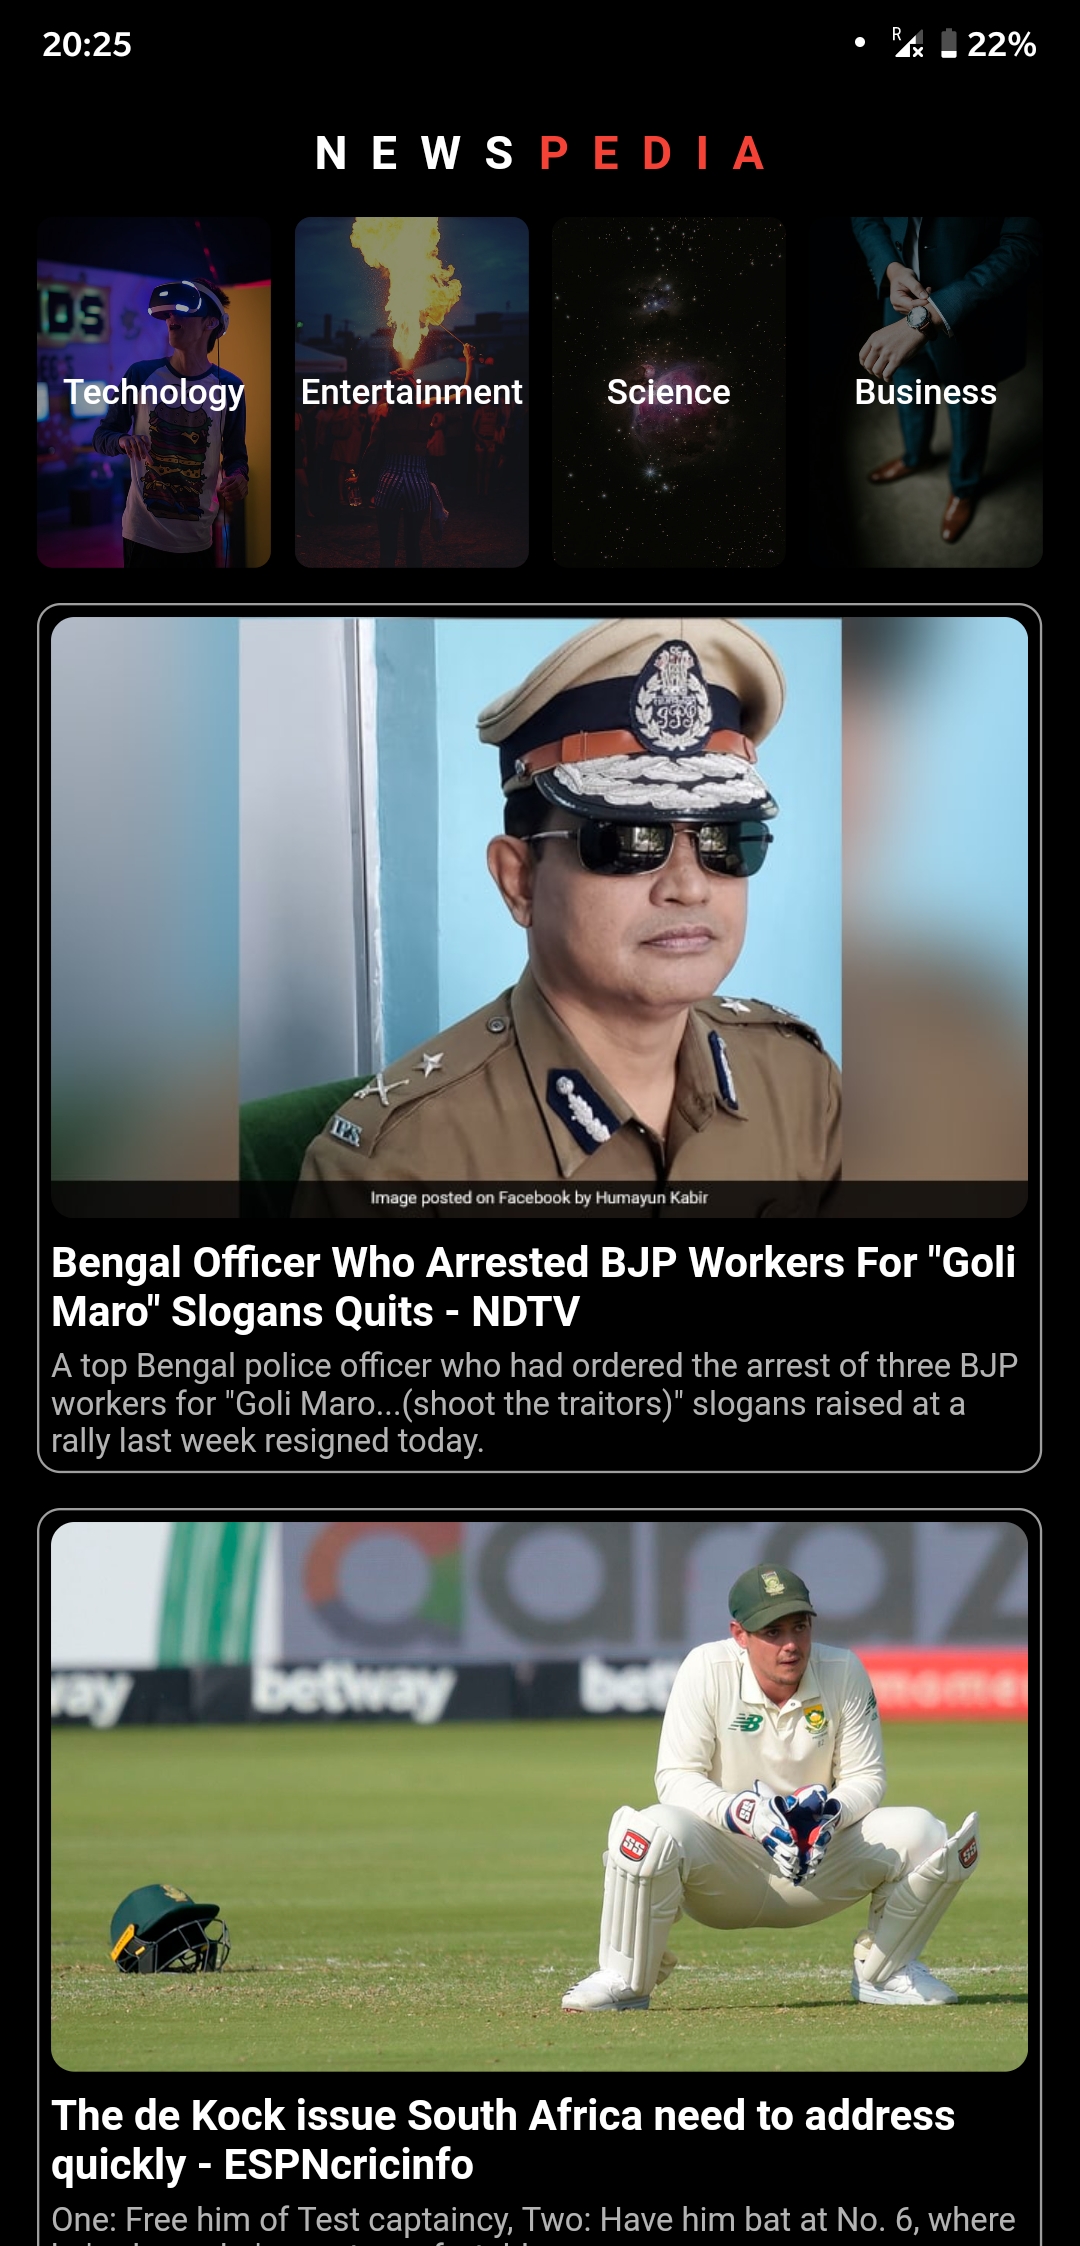 20:25
R
22%
NEWSPEDIA
Technology
Entertainment
Science
Business
I.P.S.
Image posted on Facebook by Humayun Kabir
Bengal Officer Who Arrested BJP Workers For "Goli
Maro" Slogans Quits - NDTV
A top Bengal police officer who had ordered the arrest of three BJP
workers for "Goli Maro...(shoot the traitors)" slogans raised at a
rally last week resigned today.
betway
SS
SS
SS
The de Kock issue South Africa need to address
quickly - ESPNcricinfo
One: Free him of Test captaincy, Two: Have him bat at No. 6, where